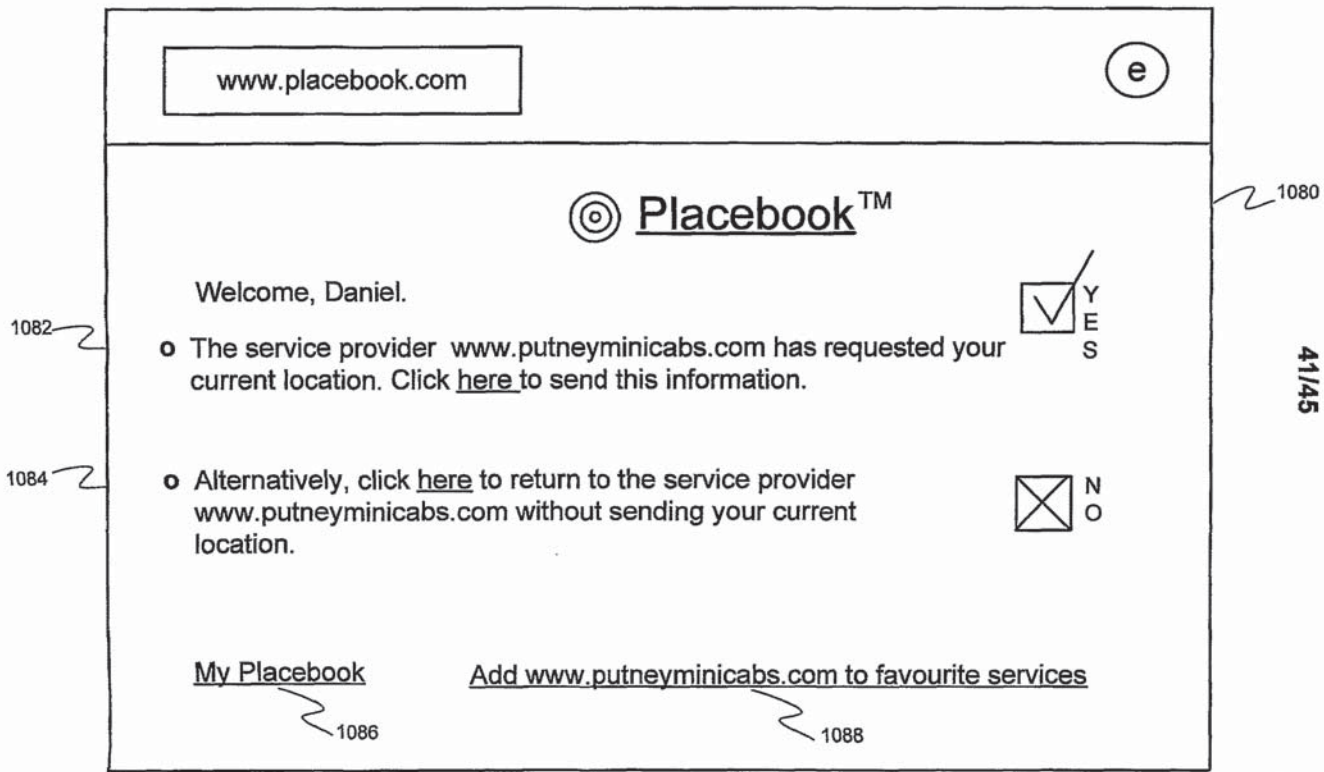 www.placebook.com
e
Placebook™
1080
Welcome, Daniel.
YES
1082
o The service provider www.putneyminicabs.com has requested your
current location. Click here to send this information.
41/45
1084
o Alternatively, click here to return to the service provider
www.putneyminicabs.com without sending your current
location.
NO
My Placebook
Add www.putneyminicabs.com to favourite services
1086
1088